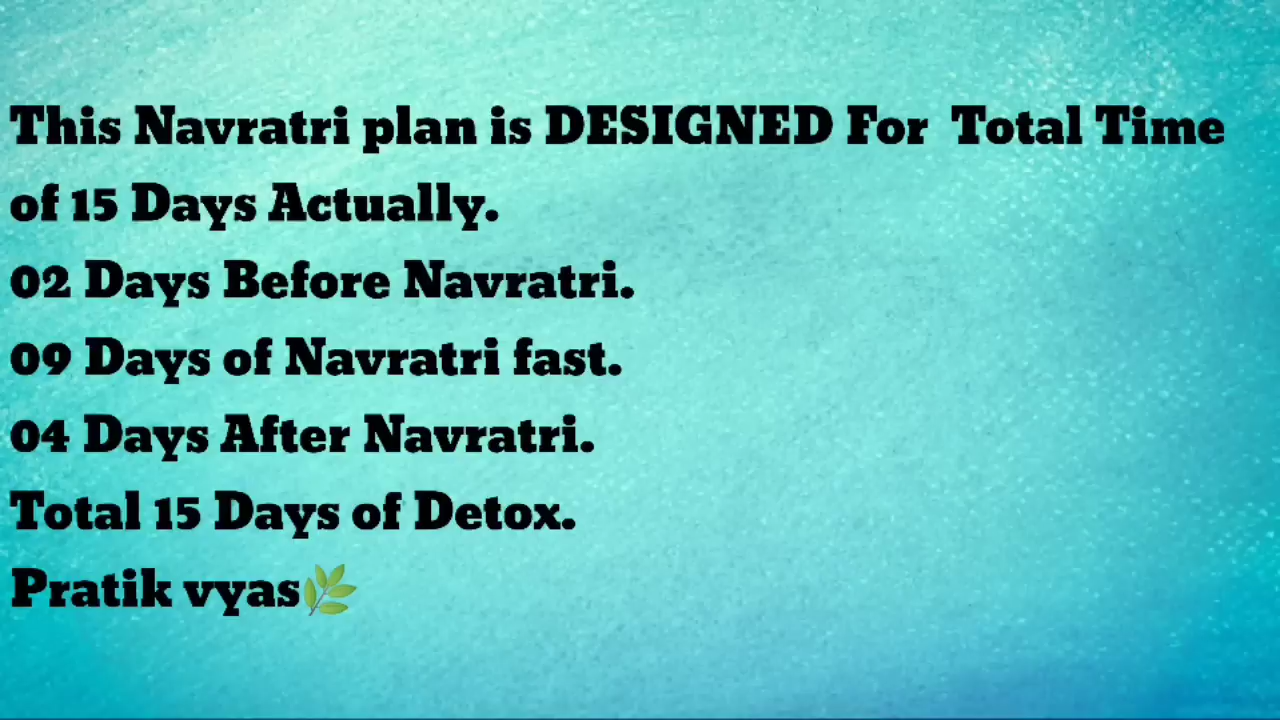 This Navratri plan is DESIGNED For  Total Time
of 15 Days Actually.
02 Days Before Navratri.
09 Days of Navratri fast.
04 Days After Navratri.
Total 15 Days of Detox.
Pratik vyas🌿